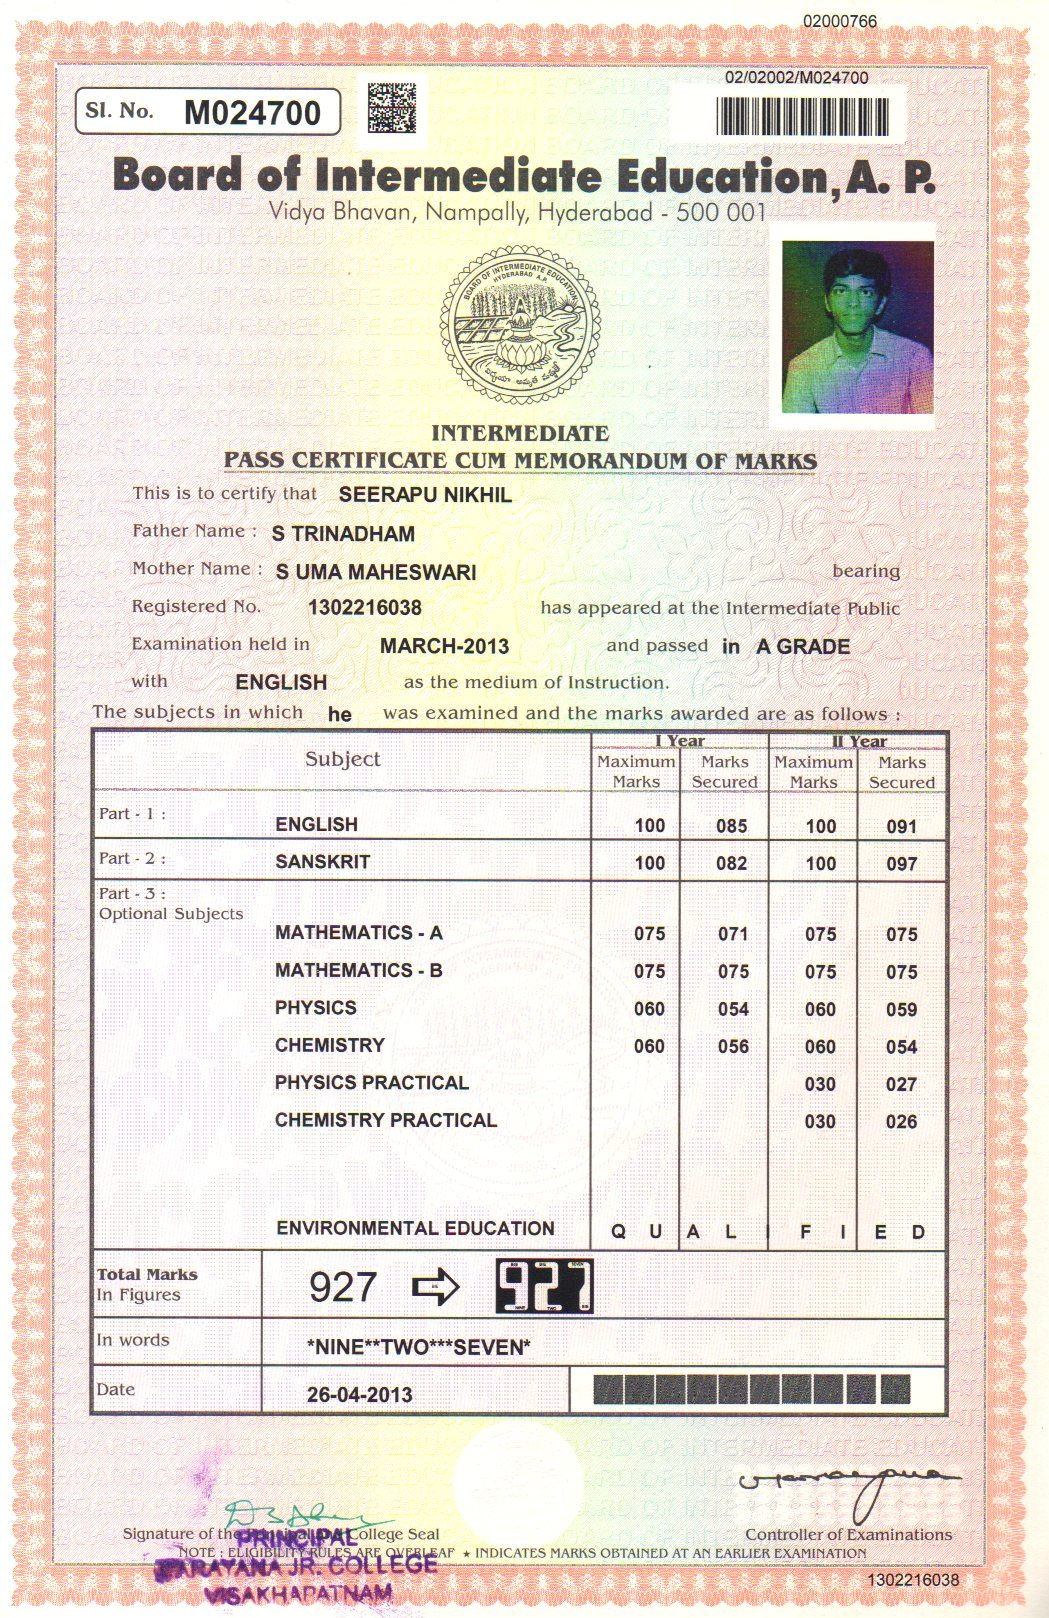 02000766
02/02002/M024700
Sl. No. M024700
Board of Intermediate Education, A. P.
Vidya Bhavan, Nampally, Hyderabad - 500 001
BOARD OF INTERMEDIATE EDUCATION
HYDERABAD A.P.
INTERMEDIATE
PASS CERTIFICATE CUM MEMORANDUM OF MARKS
This is to certify that SEERAPU NIKHIL
Father Name : S TRINADHAM
Mother Name : S UMA MAHESWARI bearing
Registered No. 1302216038 has appeared at the Intermediate Public
Examination held in MARCH-2013 and passed in A GRADE
with ENGLISH as the medium of Instruction.
The subjects in which he was examined and the marks awarded are as follows :
Subject I Year II Year
Maximum Marks Marks Secured Maximum Marks Marks Secured
Part - 1 : ENGLISH 100 085 100 091
Part - 2 : SANSKRIT 100 082 100 097
Part - 3 :
Optional Subjects
MATHEMATICS - A 075 071 075 075
MATHEMATICS - B 075 075 075 075
PHYSICS 060 054 060 059
CHEMISTRY 060 056 060 054
PHYSICS PRACTICAL 030 027
CHEMISTRY PRACTICAL 030 026
ENVIRONMENTAL EDUCATION Q U A L I F I E D
Total Marks
In Figures 927 927
In words *NINE**TWO***SEVEN*
Date 26-04-2013
Signature of the Principal and College Seal Controller of Examinations
PRINCIPAL
NOTE : ELIGIBILITY RULES ARE OVERLEAF ★ INDICATES MARKS OBTAINED AT AN EARLIER EXAMINATION
NARAYANA JR. COLLEGE
VISAKHAPATNAM
1302216038